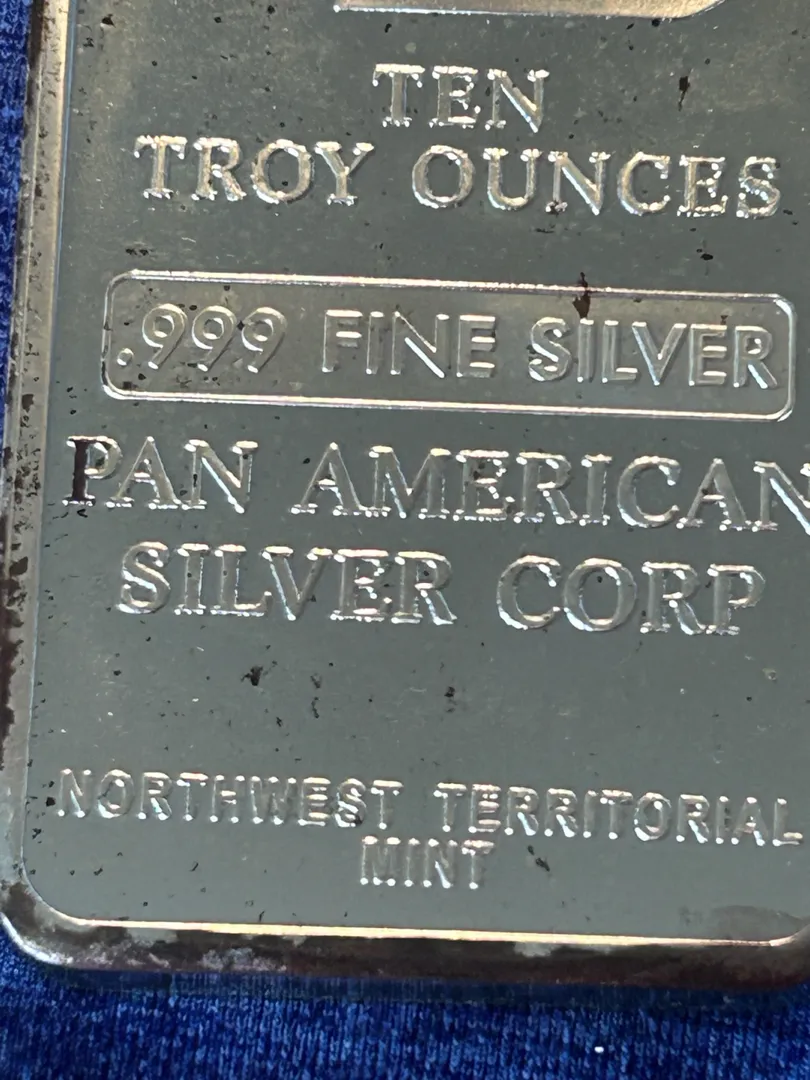 TEN
TROY OUNCES
.999 FINE SILVER
PAN AMERICAN
SILVER CORP
NORTHWEST TERRITORIAL
MINT